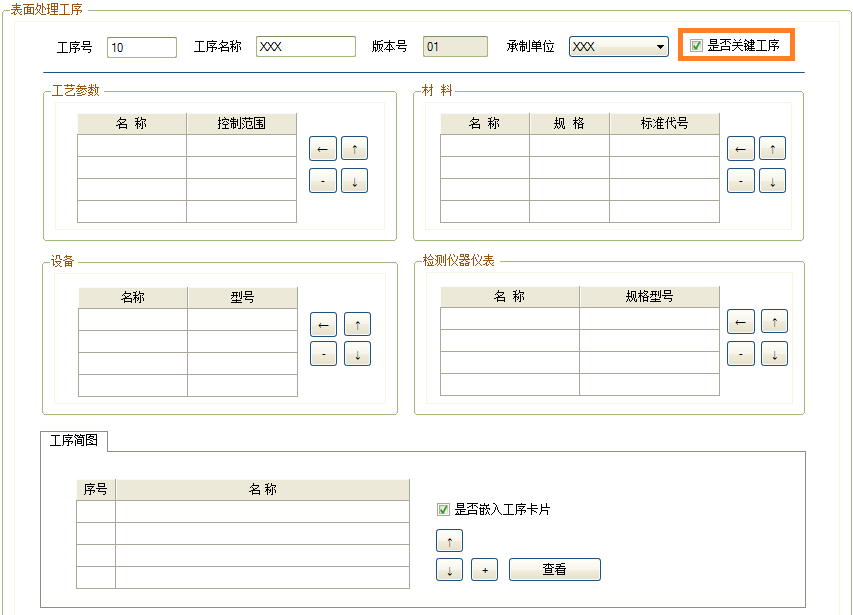 表面处理工序
工序号 10 工序名称 XXX 版本号 01 承制单位 XXX 是否关键工序
工艺参数 材 料
名 称 控制范围 名 称 规 格 标准代号
← ↑ ← ↑
- ↓ - ↓
设备 检测仪器仪表
名称 型号 名 称 规格型号
← ↑ ← ↑
- ↓ - ↓
工序简图
序号 名 称
是否嵌入工序卡片
↑
↓ + 查看